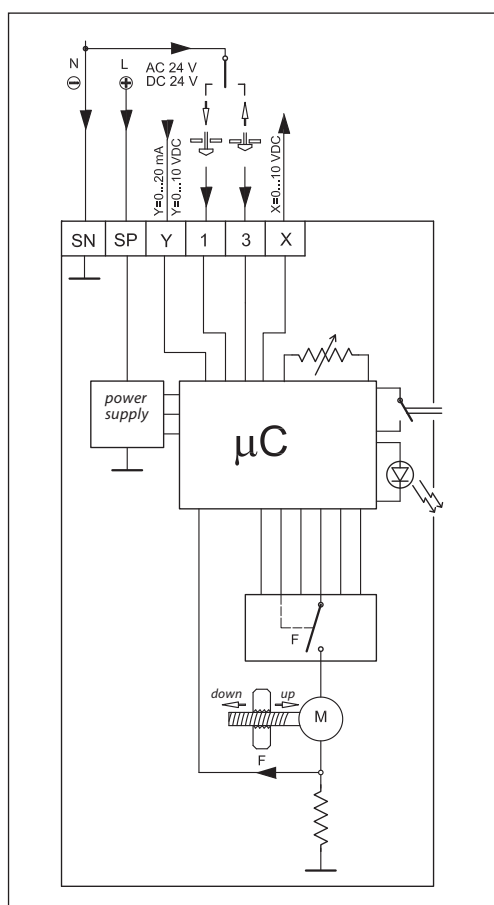 N
L
AC 24 V
DC 24 V
Y=0...20 mA
Y=0...10 VDC
X=0...10 VDC
SN SP Y 1 3 X
power
supply
µC
F
down up
M
F